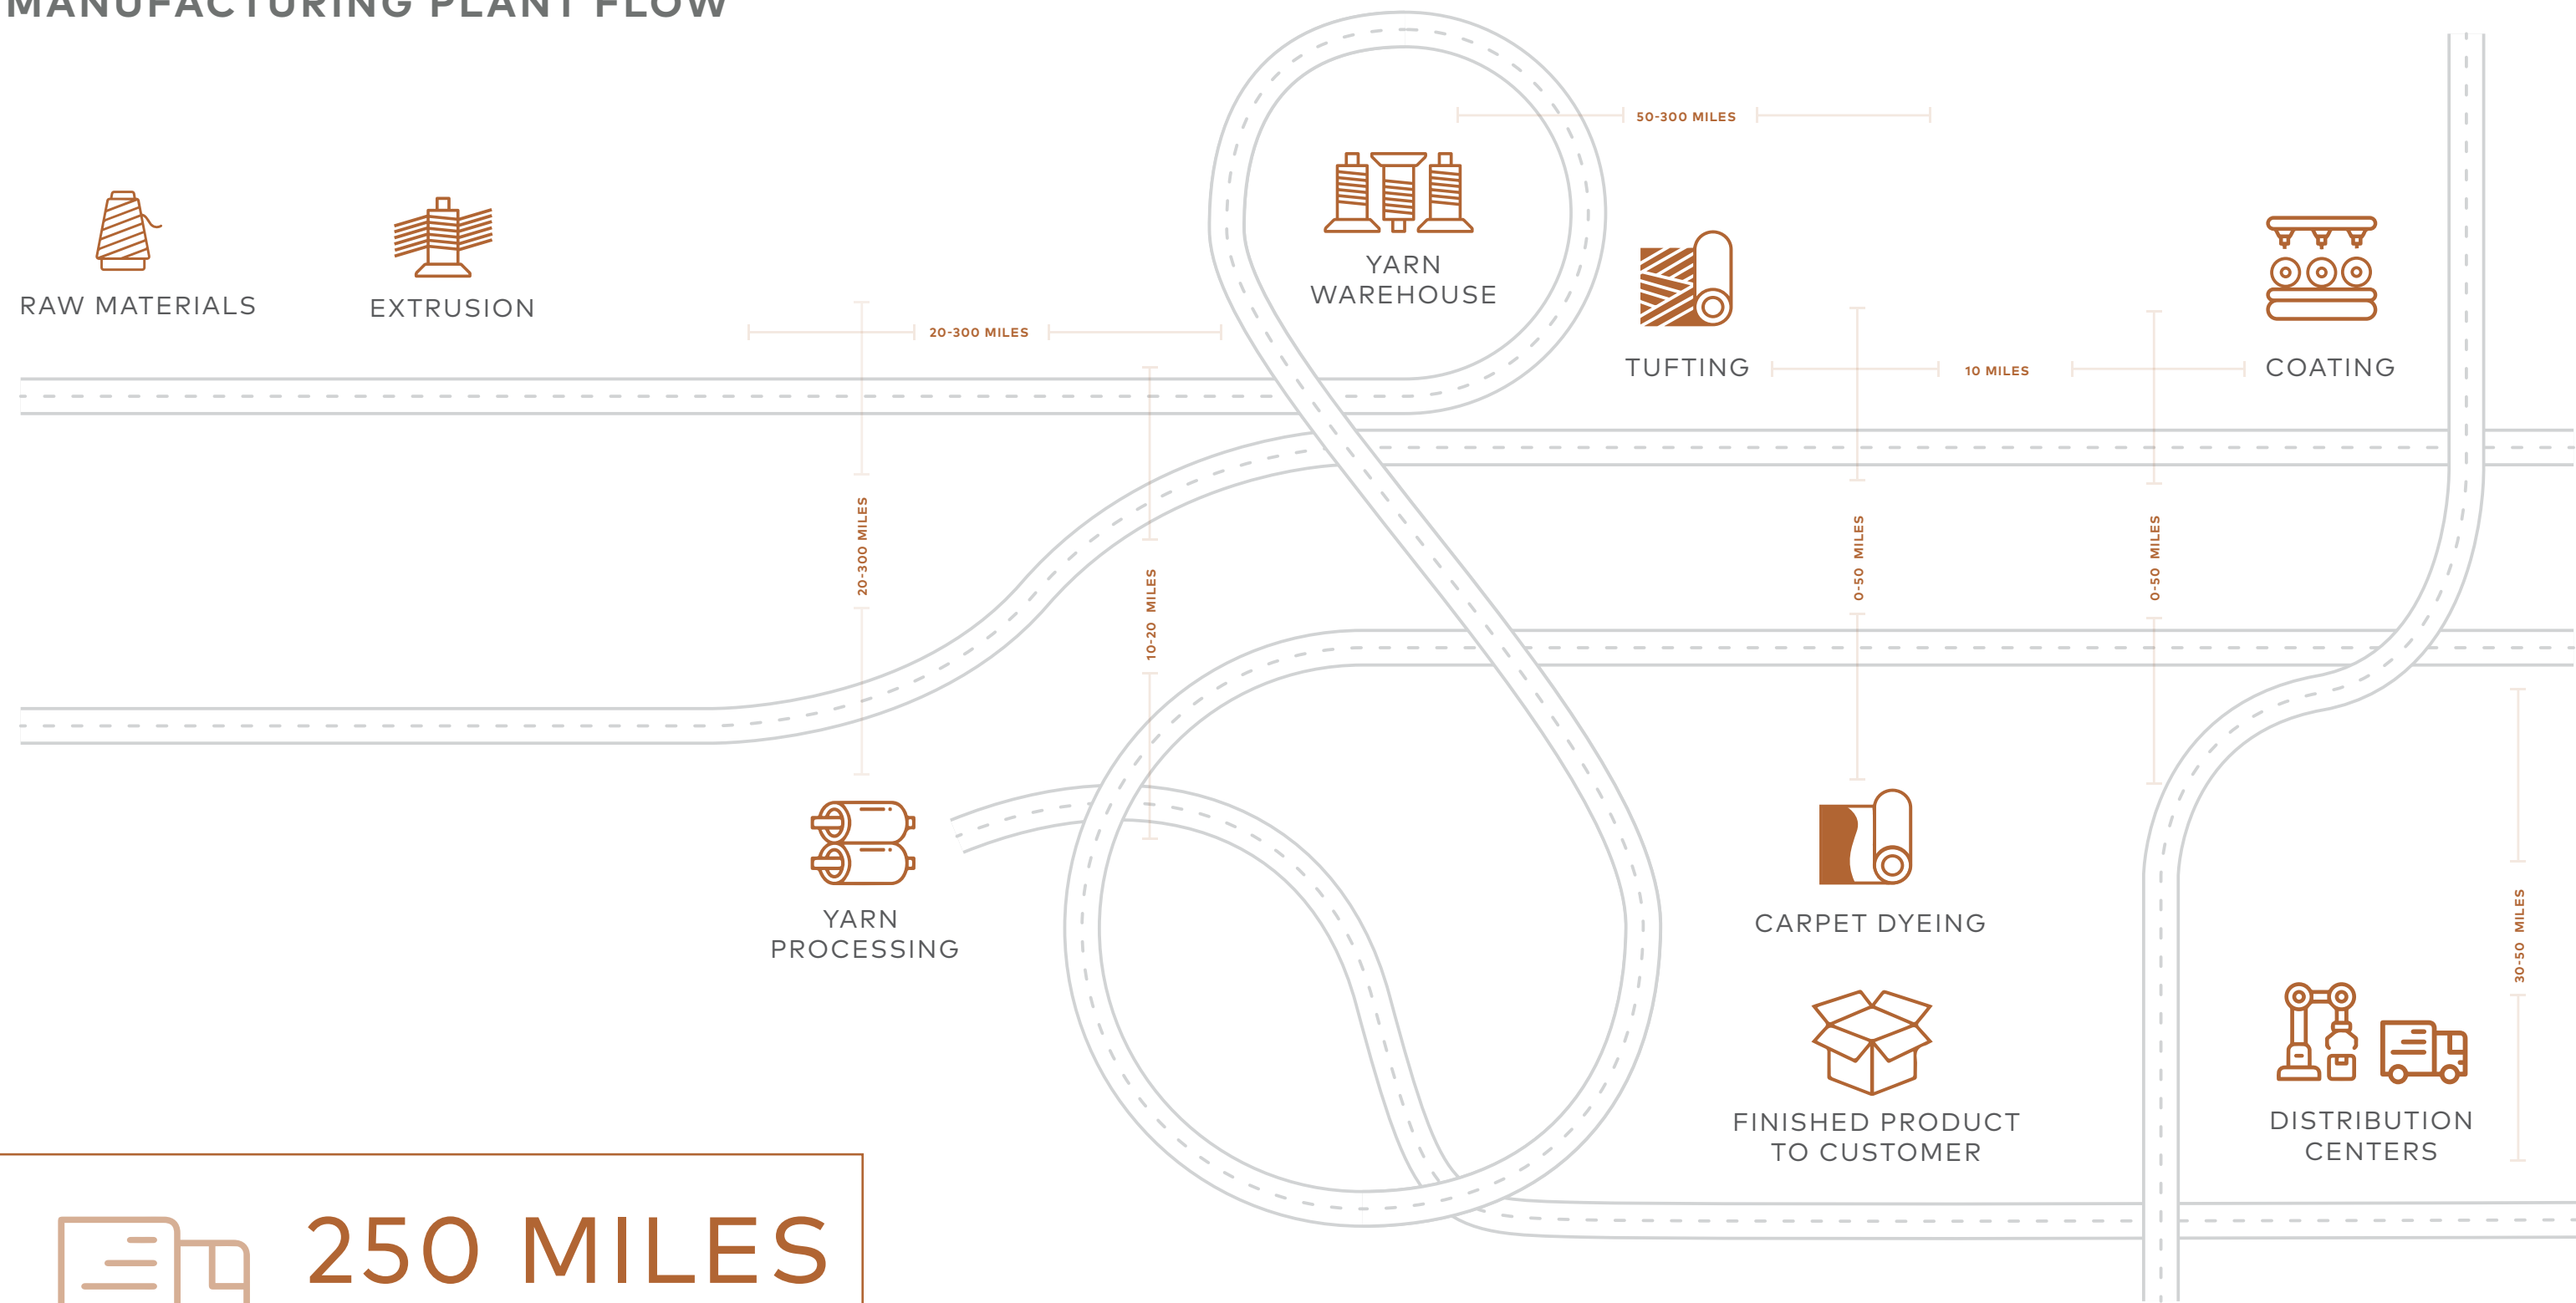 MANUFACTURING PLANT FLOW
50-300 MILES
YARN
WAREHOUSE
RAW MATERIALS
EXTRUSION
20-300 MILES
TUFTING
10 MILES
COATING
20-300 MILES
10-20 MILES
0-50 MILES
0-50 MILES
YARN
PROCESSING
CARPET DYEING
30-50 MILES
FINISHED PRODUCT
TO CUSTOMER
DISTRIBUTION
CENTERS
250 MILES